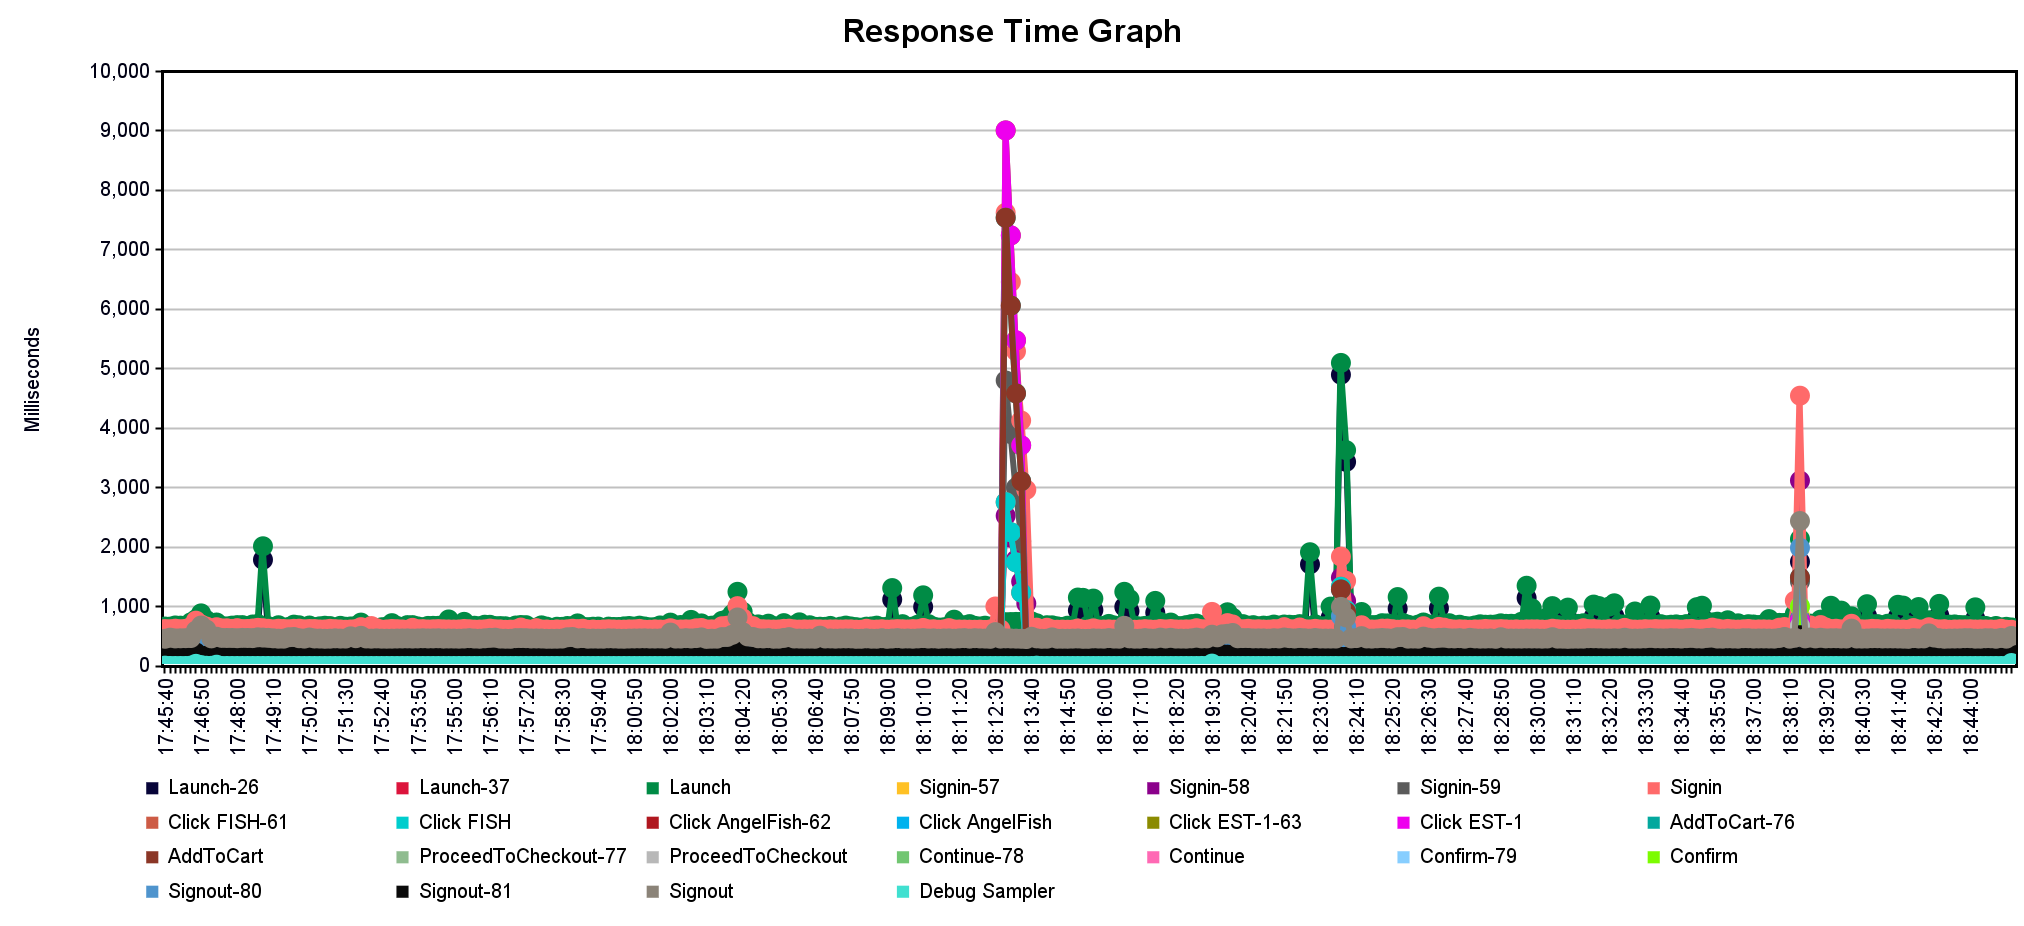 Response Time Graph
10,000
9,000
8,000
7,000
6,000
5,000
4,000
3,000
2,000
1,000
0
Milliseconds
17:45:40 17:46:50 17:48:00 17:49:10 17:50:20 17:51:30 17:52:40 17:53:50 17:55:00 17:56:10 17:57:20 17:58:30 17:59:40 18:00:50 18:02:00 18:03:10 18:04:20 18:05:30 18:06:40 18:07:50 18:09:00 18:10:10 18:11:20 18:12:30 18:13:40 18:14:50 18:16:00 18:17:10 18:18:20 18:19:30 18:20:40 18:21:50 18:23:00 18:24:10 18:25:20 18:26:30 18:27:40 18:28:50 18:30:00 18:31:10 18:32:20 18:33:30 18:34:40 18:35:50 18:37:00 18:38:10 18:39:20 18:40:30 18:41:40 18:42:50 18:44:00
Launch-26 Launch-37 Launch Signin-57 Signin-58 Signin-59 Signin
Click FISH-61 Click FISH Click AngelFish-62 Click AngelFish Click EST-1-63 Click EST-1 AddToCart-76
AddToCart ProceedToCheckout-77 ProceedToCheckout Continue-78 Continue Confirm-79 Confirm
Signout-80 Signout-81 Signout Debug Sampler